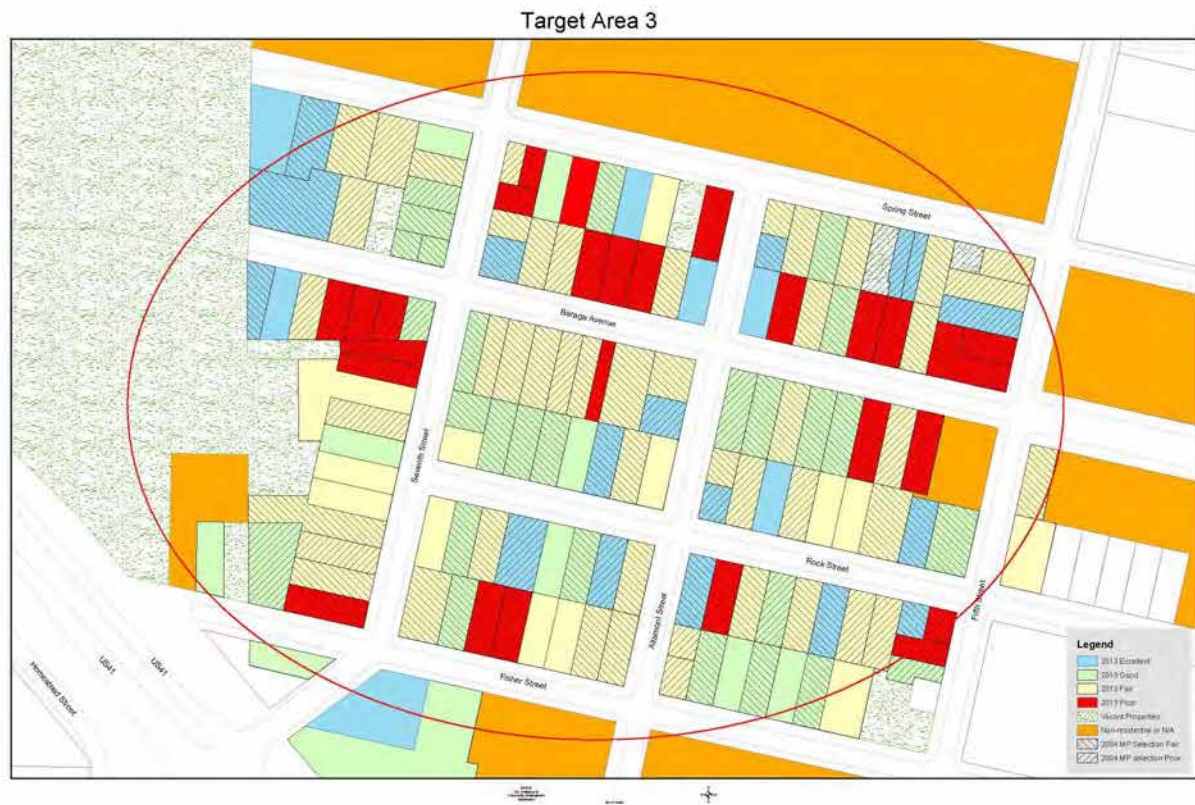 Target Area 3
Spring Street
Baraga Avenue
Seventh Street
Rock Street
Altamont Street
Fifth Street
Fisher Street
US41
US41
Homestead Street
Legend
2013 Excellent
2013 Good
2013 Fair
2013 Poor
Vacant Properties
Non-residential or N/A
2004 MP Selection Fair
2004 MP selection Poor